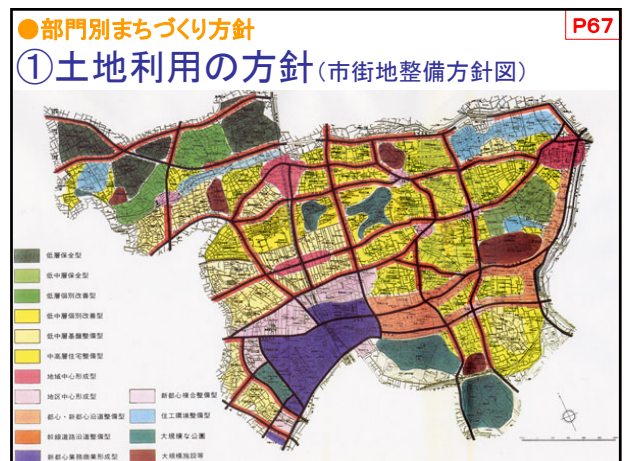 ●部門別まちづくり方針
P67
①土地利用の方針(市街地整備方針図)
低層保全型
低中層保全型
低層個別改善型
低中層個別改善型
低中層基盤整備型
中高層住宅整備型
地域中心形成型
地区中心形成型
都心・新都心沿道整備型
幹線道路沿道整備型
新都心業務商業形成型
新都心複合整備型
住工環境整備型
大規模な公園
大規模施設等